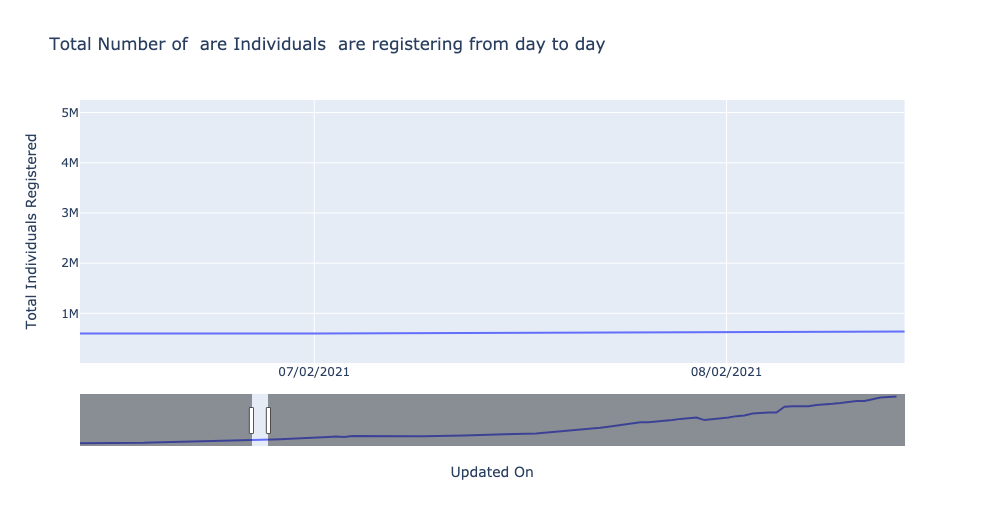 Total Number of  are Individuals  are registering from day to day
5M
4M
3M
2M
1M
Total Individuals Registered
07/02/2021
08/02/2021
Updated On